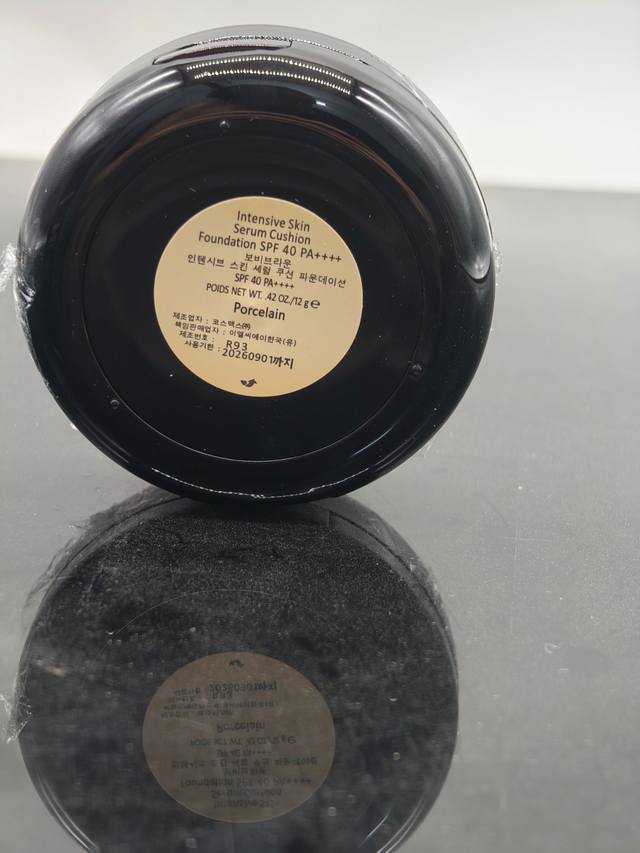 Intensive Skin
Serum Cushion
Foundation SPF 40 PA++++
보비브라운
인텐시브 스킨 세럼 쿠션 파운데이션
SPF 40 PA++++
POIDS NET WT. .42 OZ./12 g ℮
Porcelain
제조업자 : 코스맥스㈜
책임판매업자 : 이엘씨에이한국(유)
제조번호 : R93
사용기한 : 20260901까지